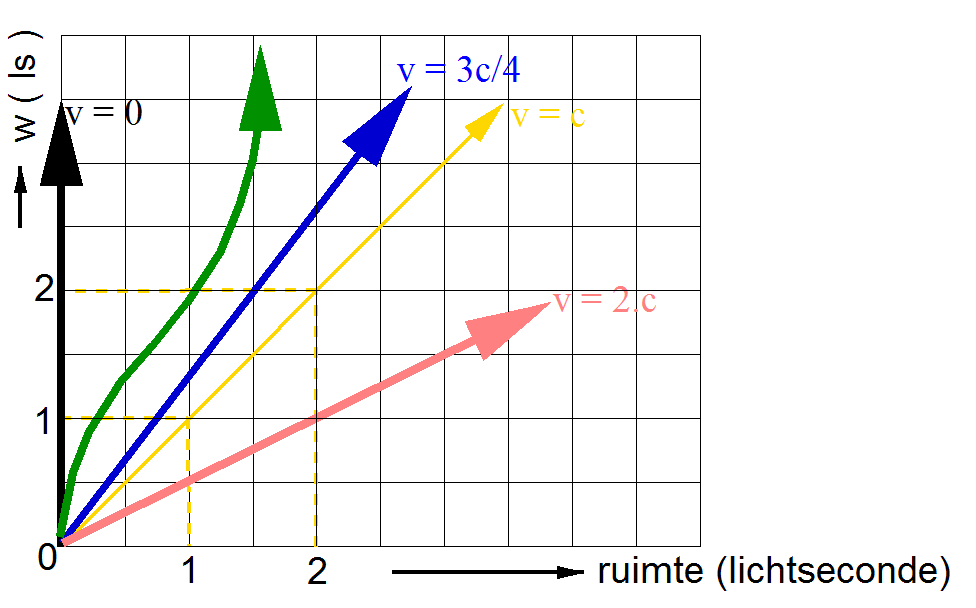 w ( ls )
v = 0
v = 3c/4
v = c
2
v = 2.c
1
0
1
2
ruimte (lichtseconde)